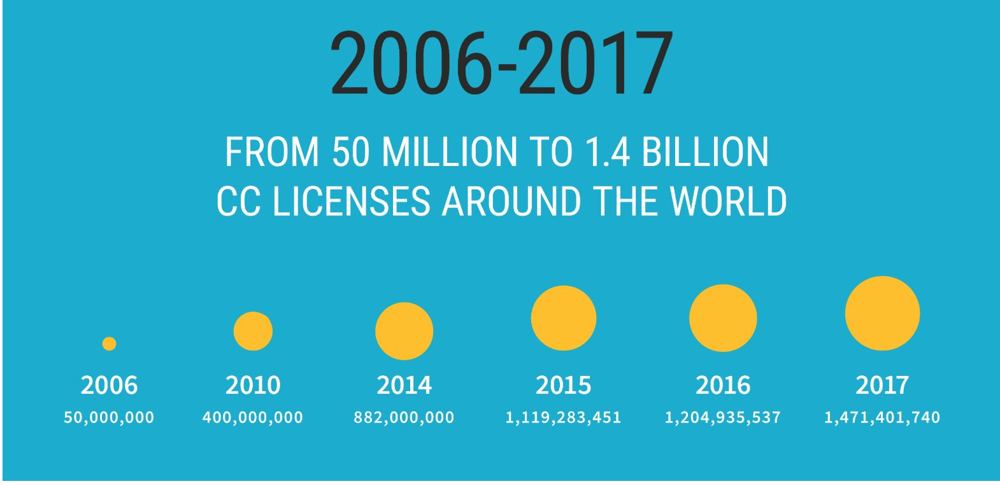 2006-2017
FROM 50 MILLION TO 1.4 BILLION
CC LICENSES AROUND THE WORLD
2006 2010 2014 2015 2016 2017
50,000,000 400,000,000 882,000,000 1,119,283,451 1,204,935,537 1,471,401,740